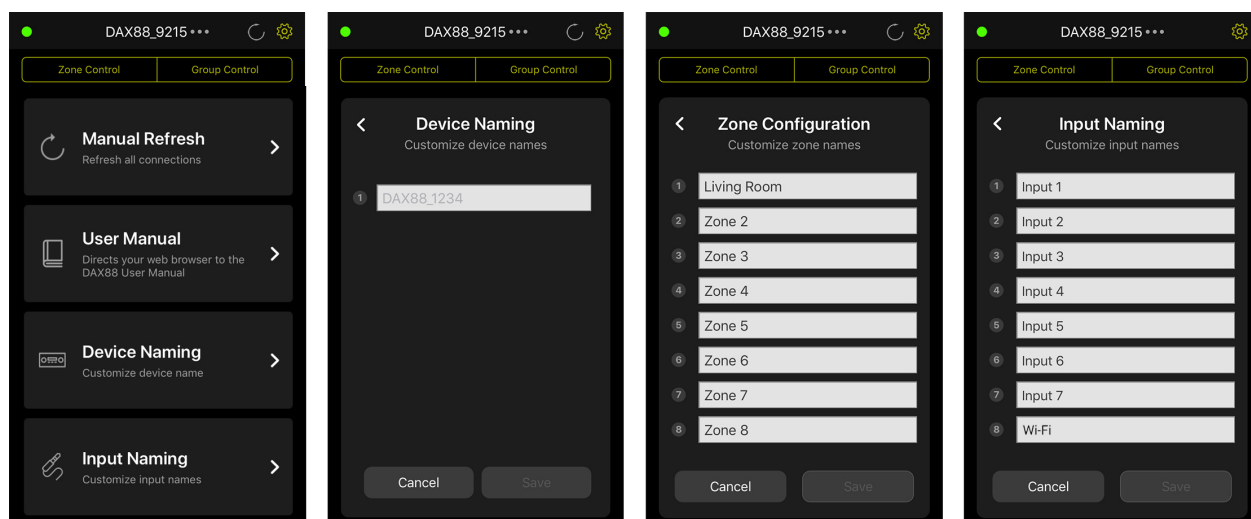 DAX88_9215•••
Zone Control
Group Control
Manual Refresh
Refresh all connections
User Manual
Directs your web browser to the
DAX88 User Manual
Device Naming
Customize device name
Input Naming
Customize input names
DAX88_9215•••
Zone Control
Group Control
Device Naming
Customize device names
1
DAX88_1234
Cancel
Save
DAX88_9215•••
Zone Control
Group Control
Zone Configuration
Customize zone names
1 Living Room
2 Zone 2
3 Zone 3
4 Zone 4
5 Zone 5
6 Zone 6
7 Zone 7
8 Zone 8
Cancel
Save
DAX88_9215•••
Zone Control
Group Control
Input Naming
Customize input names
1 Input 1
2 Input 2
3 Input 3
4 Input 4
5 Input 5
6 Input 6
7 Input 7
8 Wi-Fi
Cancel
Save